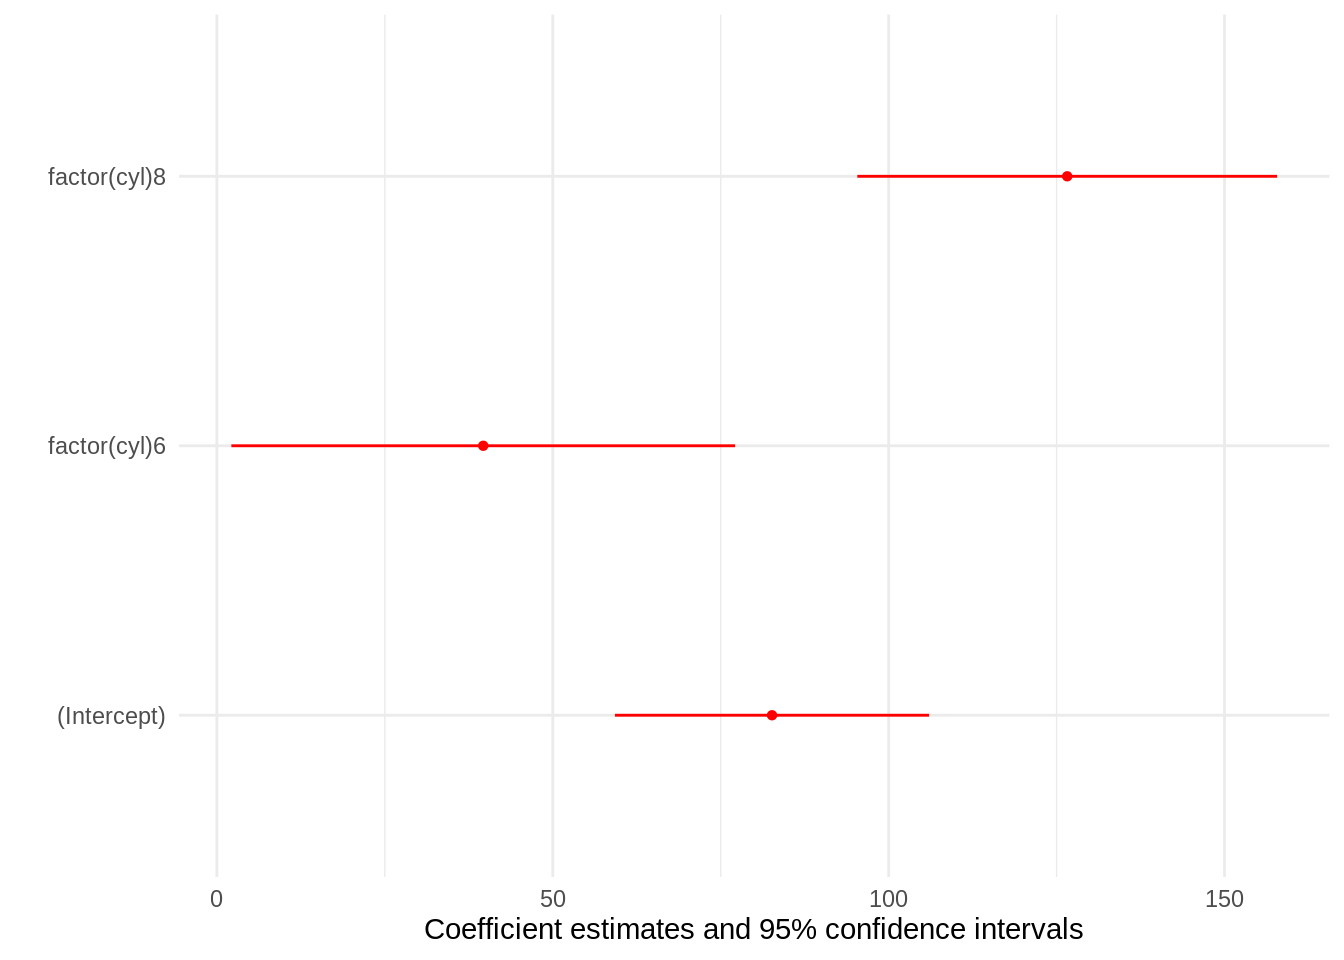 factor(cyl)8
factor(cyl)6
(Intercept)
0 50 100 150
Coefficient estimates and 95% confidence intervals